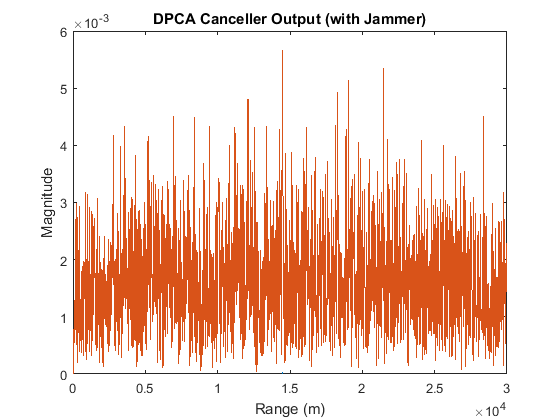 DPCA Canceller Output (with Jammer)
×10⁻³
6
5
4
3
2
1
0
Magnitude
0 0.5 1 1.5 2 2.5 3
Range (m)
×10⁴